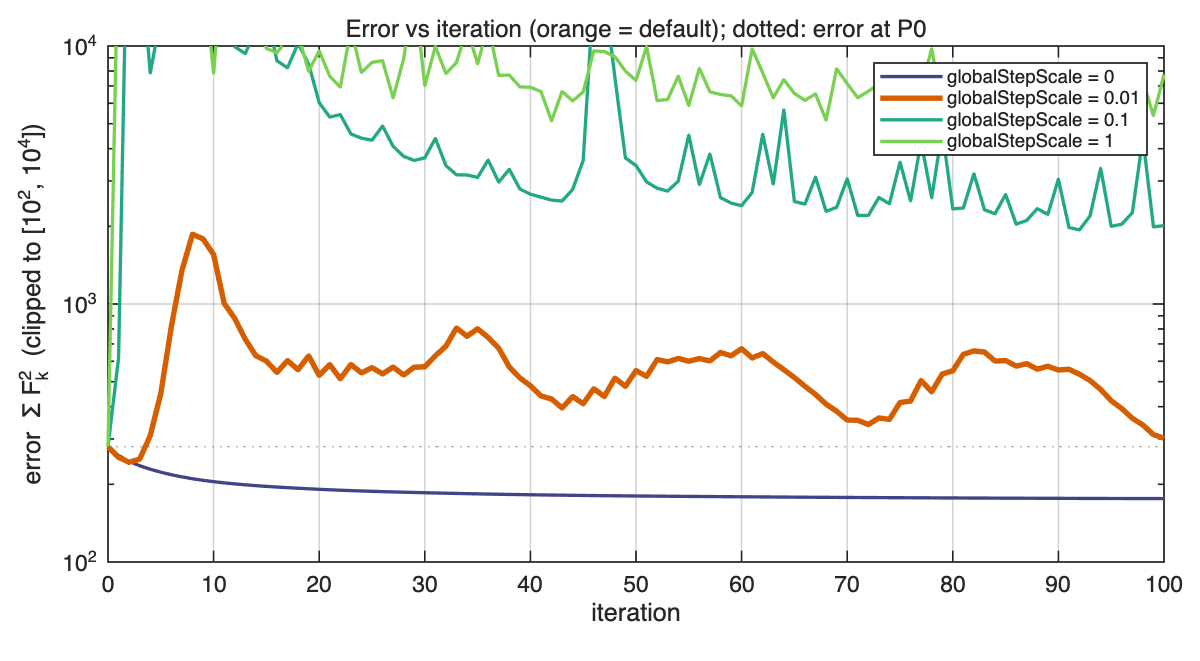 Error vs iteration (orange = default); dotted: error at P0
error Σ F_k^2 (clipped to [10^2, 10^4])
10^4
10^3
10^2
globalStepScale = 0
globalStepScale = 0.01
globalStepScale = 0.1
globalStepScale = 1
0 10 20 30 40 50 60 70 80 90 100
iteration